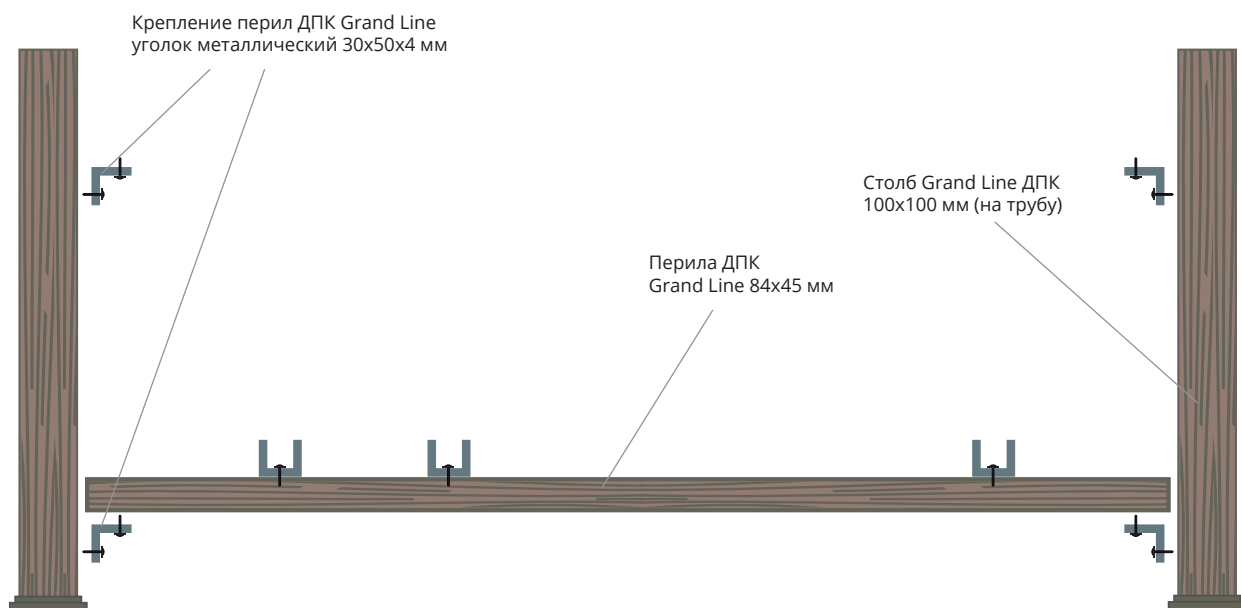 Крепление перил ДПК Grand Line
уголок металлический 30х50х4 мм
Столб Grand Line ДПК
100х100 мм (на трубу)
Перила ДПК
Grand Line 84х45 мм